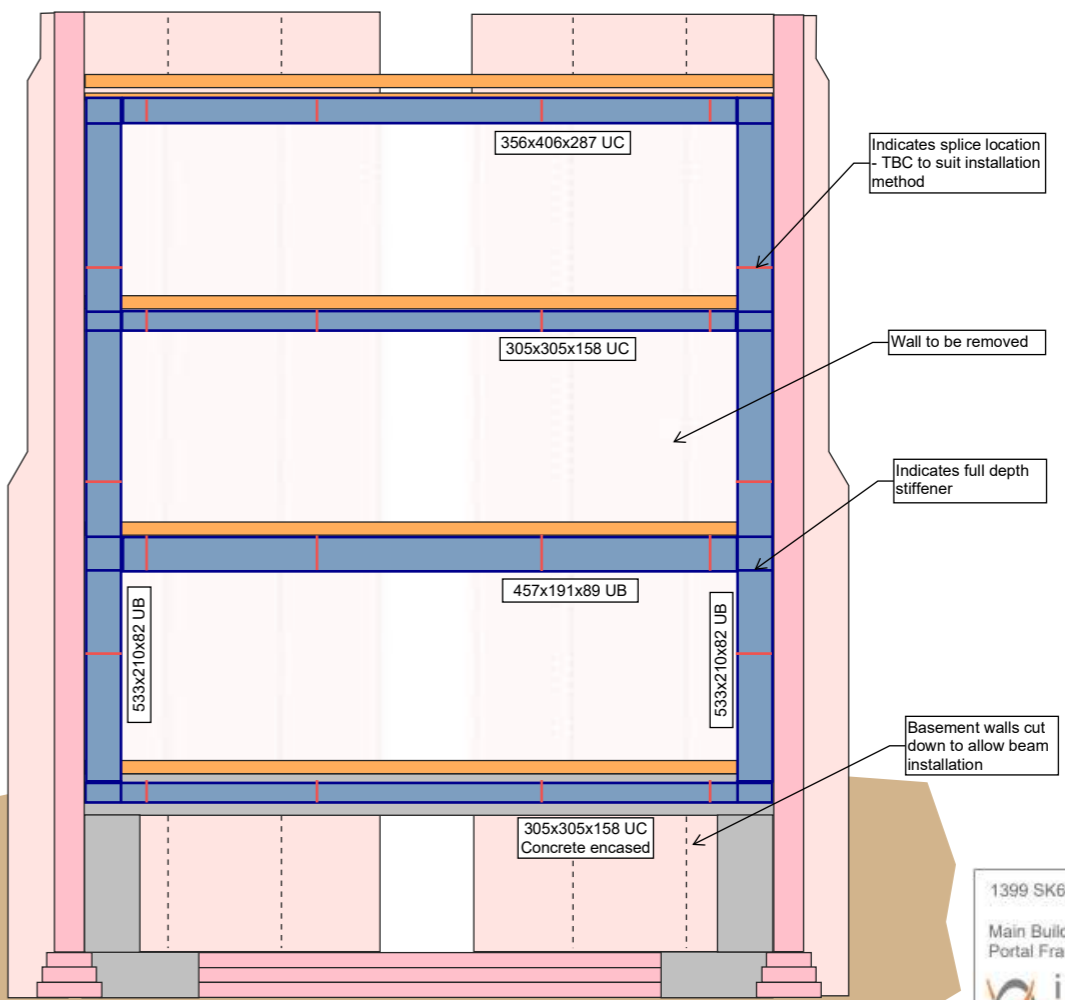 356x406x287 UC
Indicates splice location
- TBC to suit installation
method
305x305x158 UC
Wall to be removed
Indicates full depth
stiffener
457x191x89 UB
533x210x82 UB
533x210x82 UB
Basement walls cut
down to allow beam
installation
305x305x158 UC
Concrete encased
1399 SK6
Main Build
Portal Fra